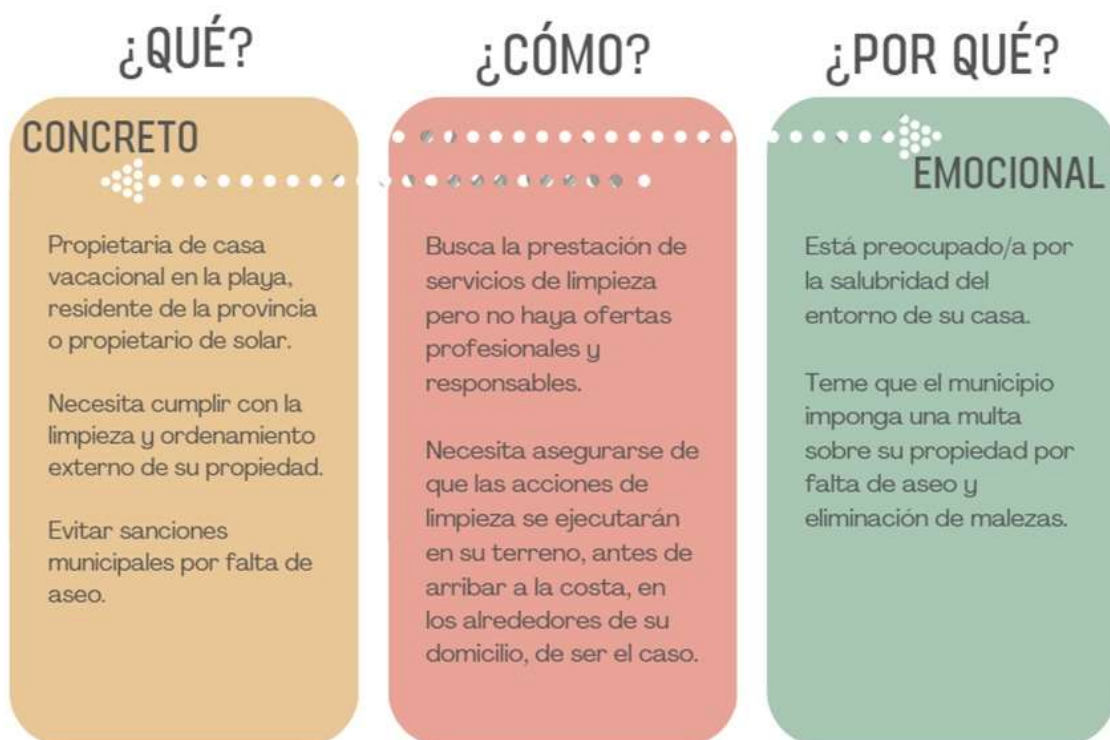 ¿QUÉ?
CONCRETO
Propietaria de casa
vacacional en la playa,
residente de la provincia
o propietario de solar.
Necesita cumplir con la
limpieza y ordenamiento
externo de su propiedad.
Evitar sanciones
municipales por falta de
aseo.
¿CÓMO?
Busca la prestación de
servicios de limpieza
pero no haya ofertas
profesionales y
responsables.
Necesita asegurarse de
que las acciones de
limpieza se ejecutarán
en su terreno, antes de
arribar a la costa, en
los alrededores de su
domicilio, de ser el caso.
¿POR QUÉ?
EMOCIONAL
Está preocupado/a por
la salubridad del
entorno de su casa.
Teme que el municipio
imponga una multa
sobre su propiedad por
falta de aseo y
eliminación de malezas.